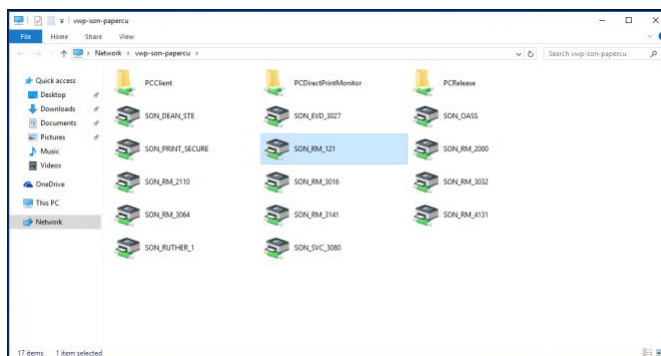 vwp-son-papercu
File Home Share View
Network vwp-son-papercu
Search vwp-son-papercu
Quick access
Desktop
Downloads
Documents
Pictures
Music
Videos
OneDrive
This PC
Network
PCClient PCDirectPrintMonitor PCRelease
SON_DEAN_STE SON_EVD_3027 SON_OASS
SON_PRINT_SECURE SON_RM_121 SON_RM_2000
SON_RM_2110 SON_RM_3016 SON_RM_3032
SON_RM_3064 SON_RM_3141 SON_RM_4131
SON_RUTHER_1 SON_SVC_3080
17 items 1 item selected